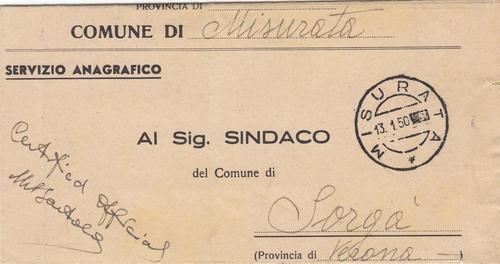 PROVINCIA DI
COMUNE DI Misurata
SERVIZIO ANAGRAFICO
MISURATA
13.1.50
Al Sig. SINDACO
del Comune di
Certified Official
Sorgà
(Provincia di Verona)